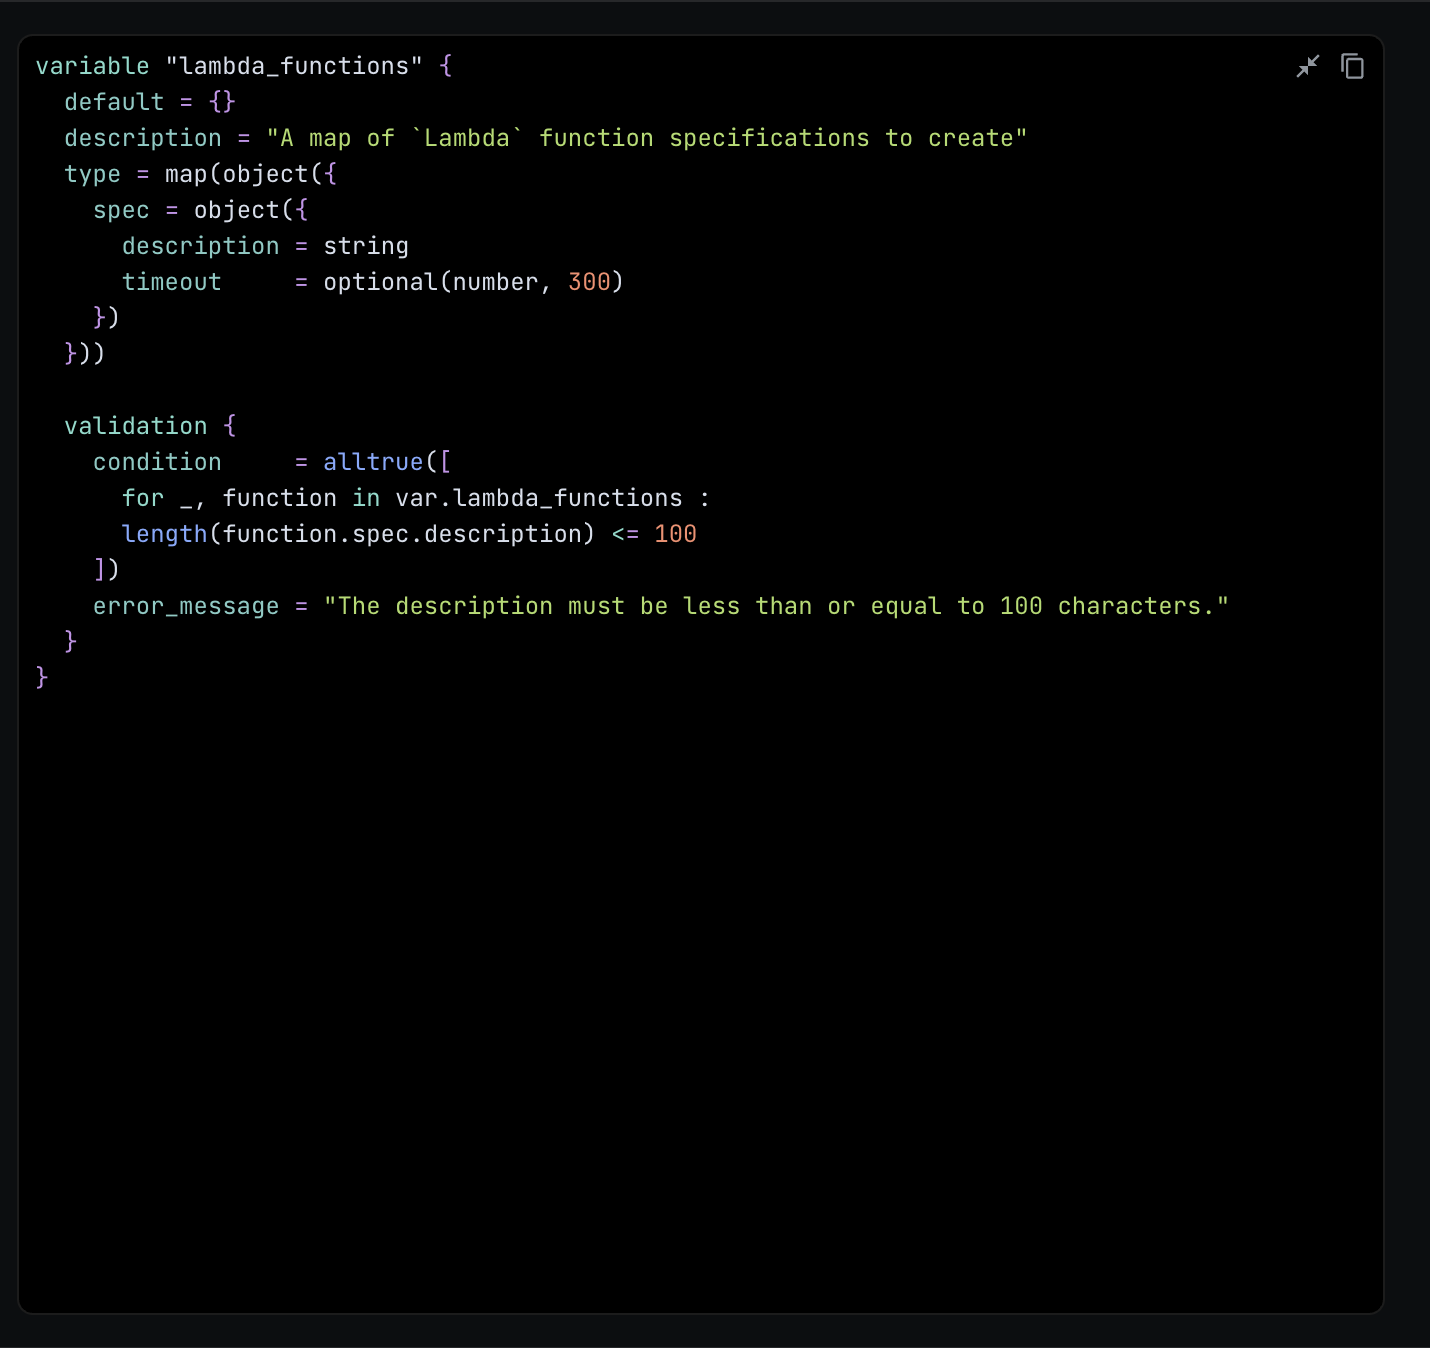 variable "lambda_functions" {
  default = {}
  description = "A map of `Lambda` function specifications to create"
  type = map(object({
    spec = object({
      description = string
      timeout     = optional(number, 300)
    })
  }))

  validation {
    condition     = alltrue([
      for _, function in var.lambda_functions :
      length(function.spec.description) <= 100
    ])
    error_message = "The description must be less than or equal to 100 characters."
  }
}